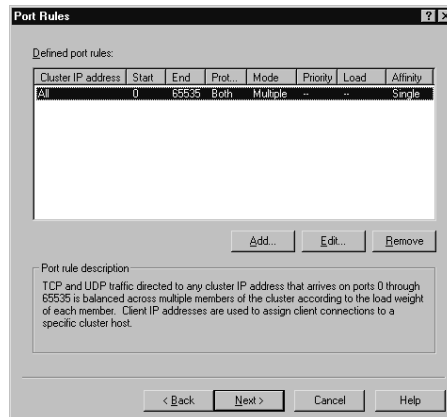 Port Rules
Defined port rules:
Cluster IP address Start End Prot... Mode Priority Load Affinity
All 0 65535 Both Multiple -- -- Single
Add... Edit... Remove
Port rule description
TCP and UDP traffic directed to any cluster IP address that arrives on ports 0 through
65535 is balanced across multiple members of the cluster according to the load weight
of each member. Client IP addresses are used to assign client connections to a
specific cluster host.
< Back Next > Cancel Help